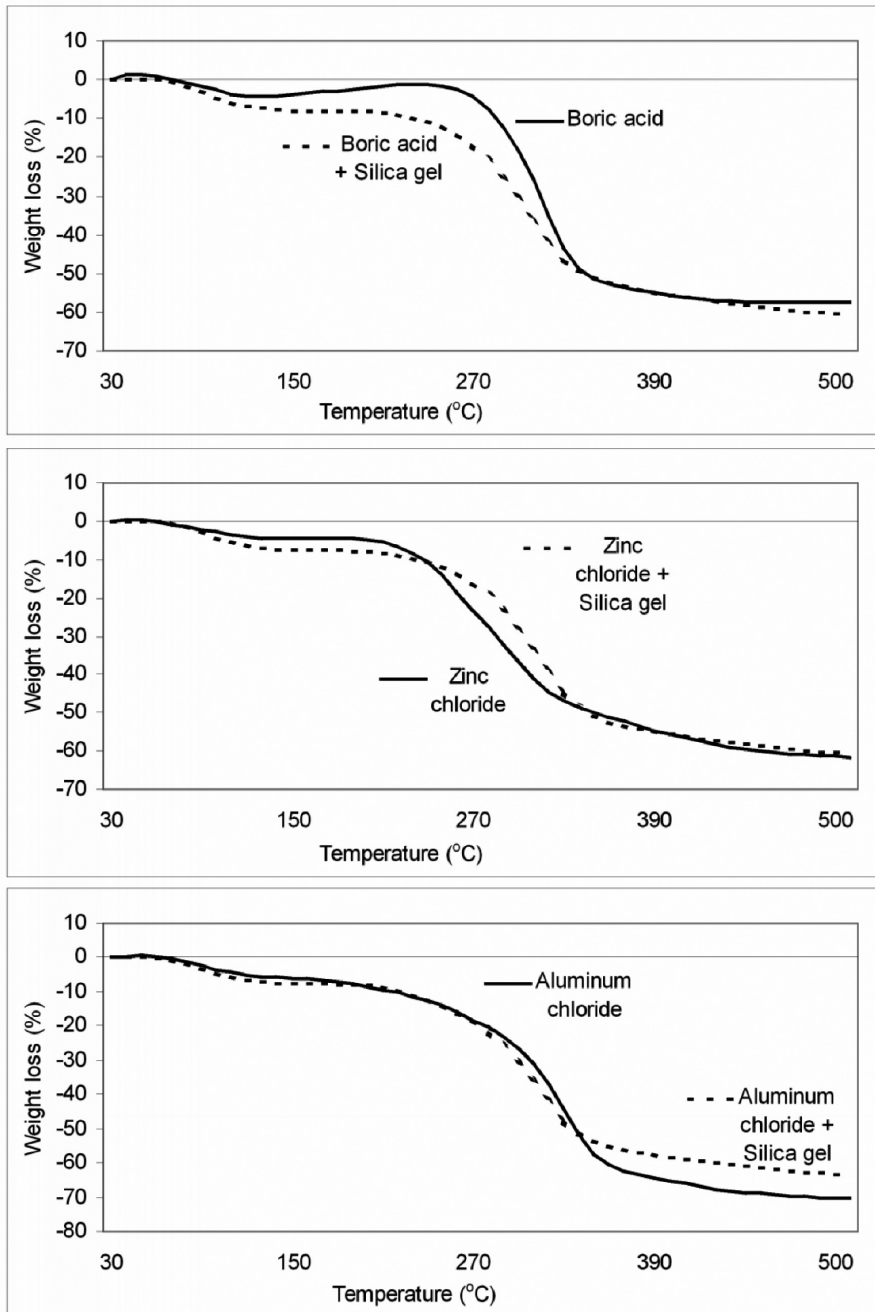 10
0
-10
-20
-30
-40
-50
-60
-70
Weight loss (%)
Boric acid
Boric acid
+ Silica gel
30 150 270 390 500
Temperature (°C)
10
0
-10
-20
-30
-40
-50
-60
-70
Weight loss (%)
Zinc
chloride +
Silica gel
Zinc
chloride
30 150 270 390 500
Temperature (°C)
10
0
-10
-20
-30
-40
-50
-60
-70
-80
Weight loss (%)
Aluminum
chloride
Aluminum
chloride +
Silica gel
30 150 270 390 500
Temperature (°C)